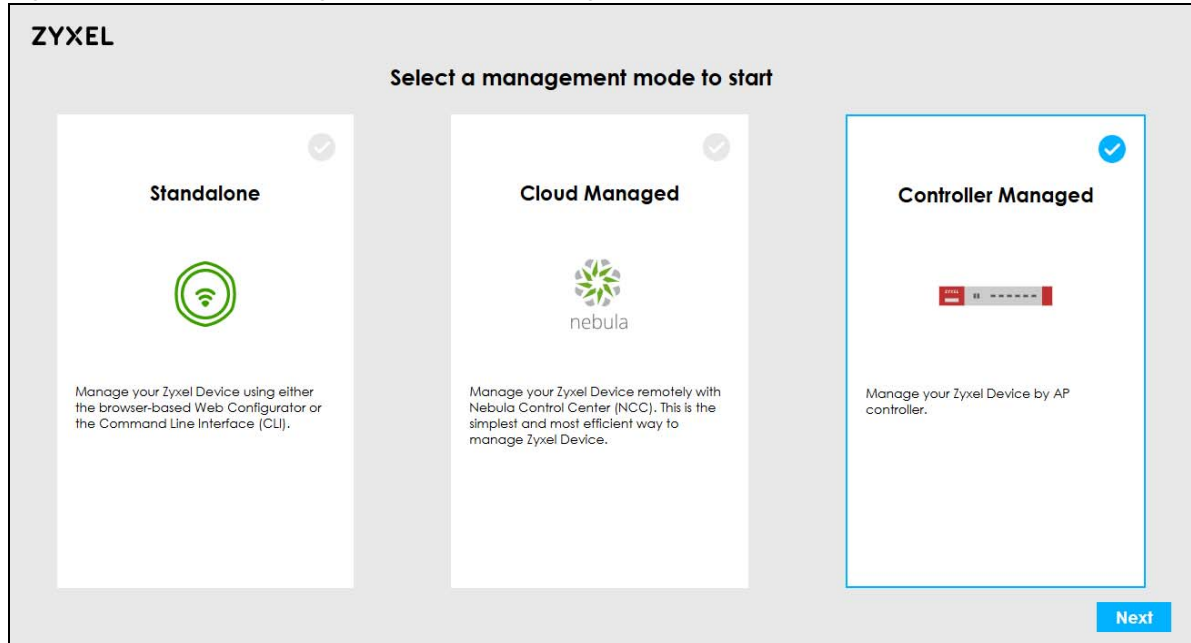 ZYXEL
Select a management mode to start
Standalone
Manage your Zyxel Device using either
the browser-based Web Configurator or
the Command Line Interface (CLI).
Cloud Managed
nebula
Manage your Zyxel Device remotely with
Nebula Control Center (NCC). This is the
simplest and most efficient way to
manage Zyxel Device.
Controller Managed
ZYXEL
Manage your Zyxel Device by AP
controller.
Next